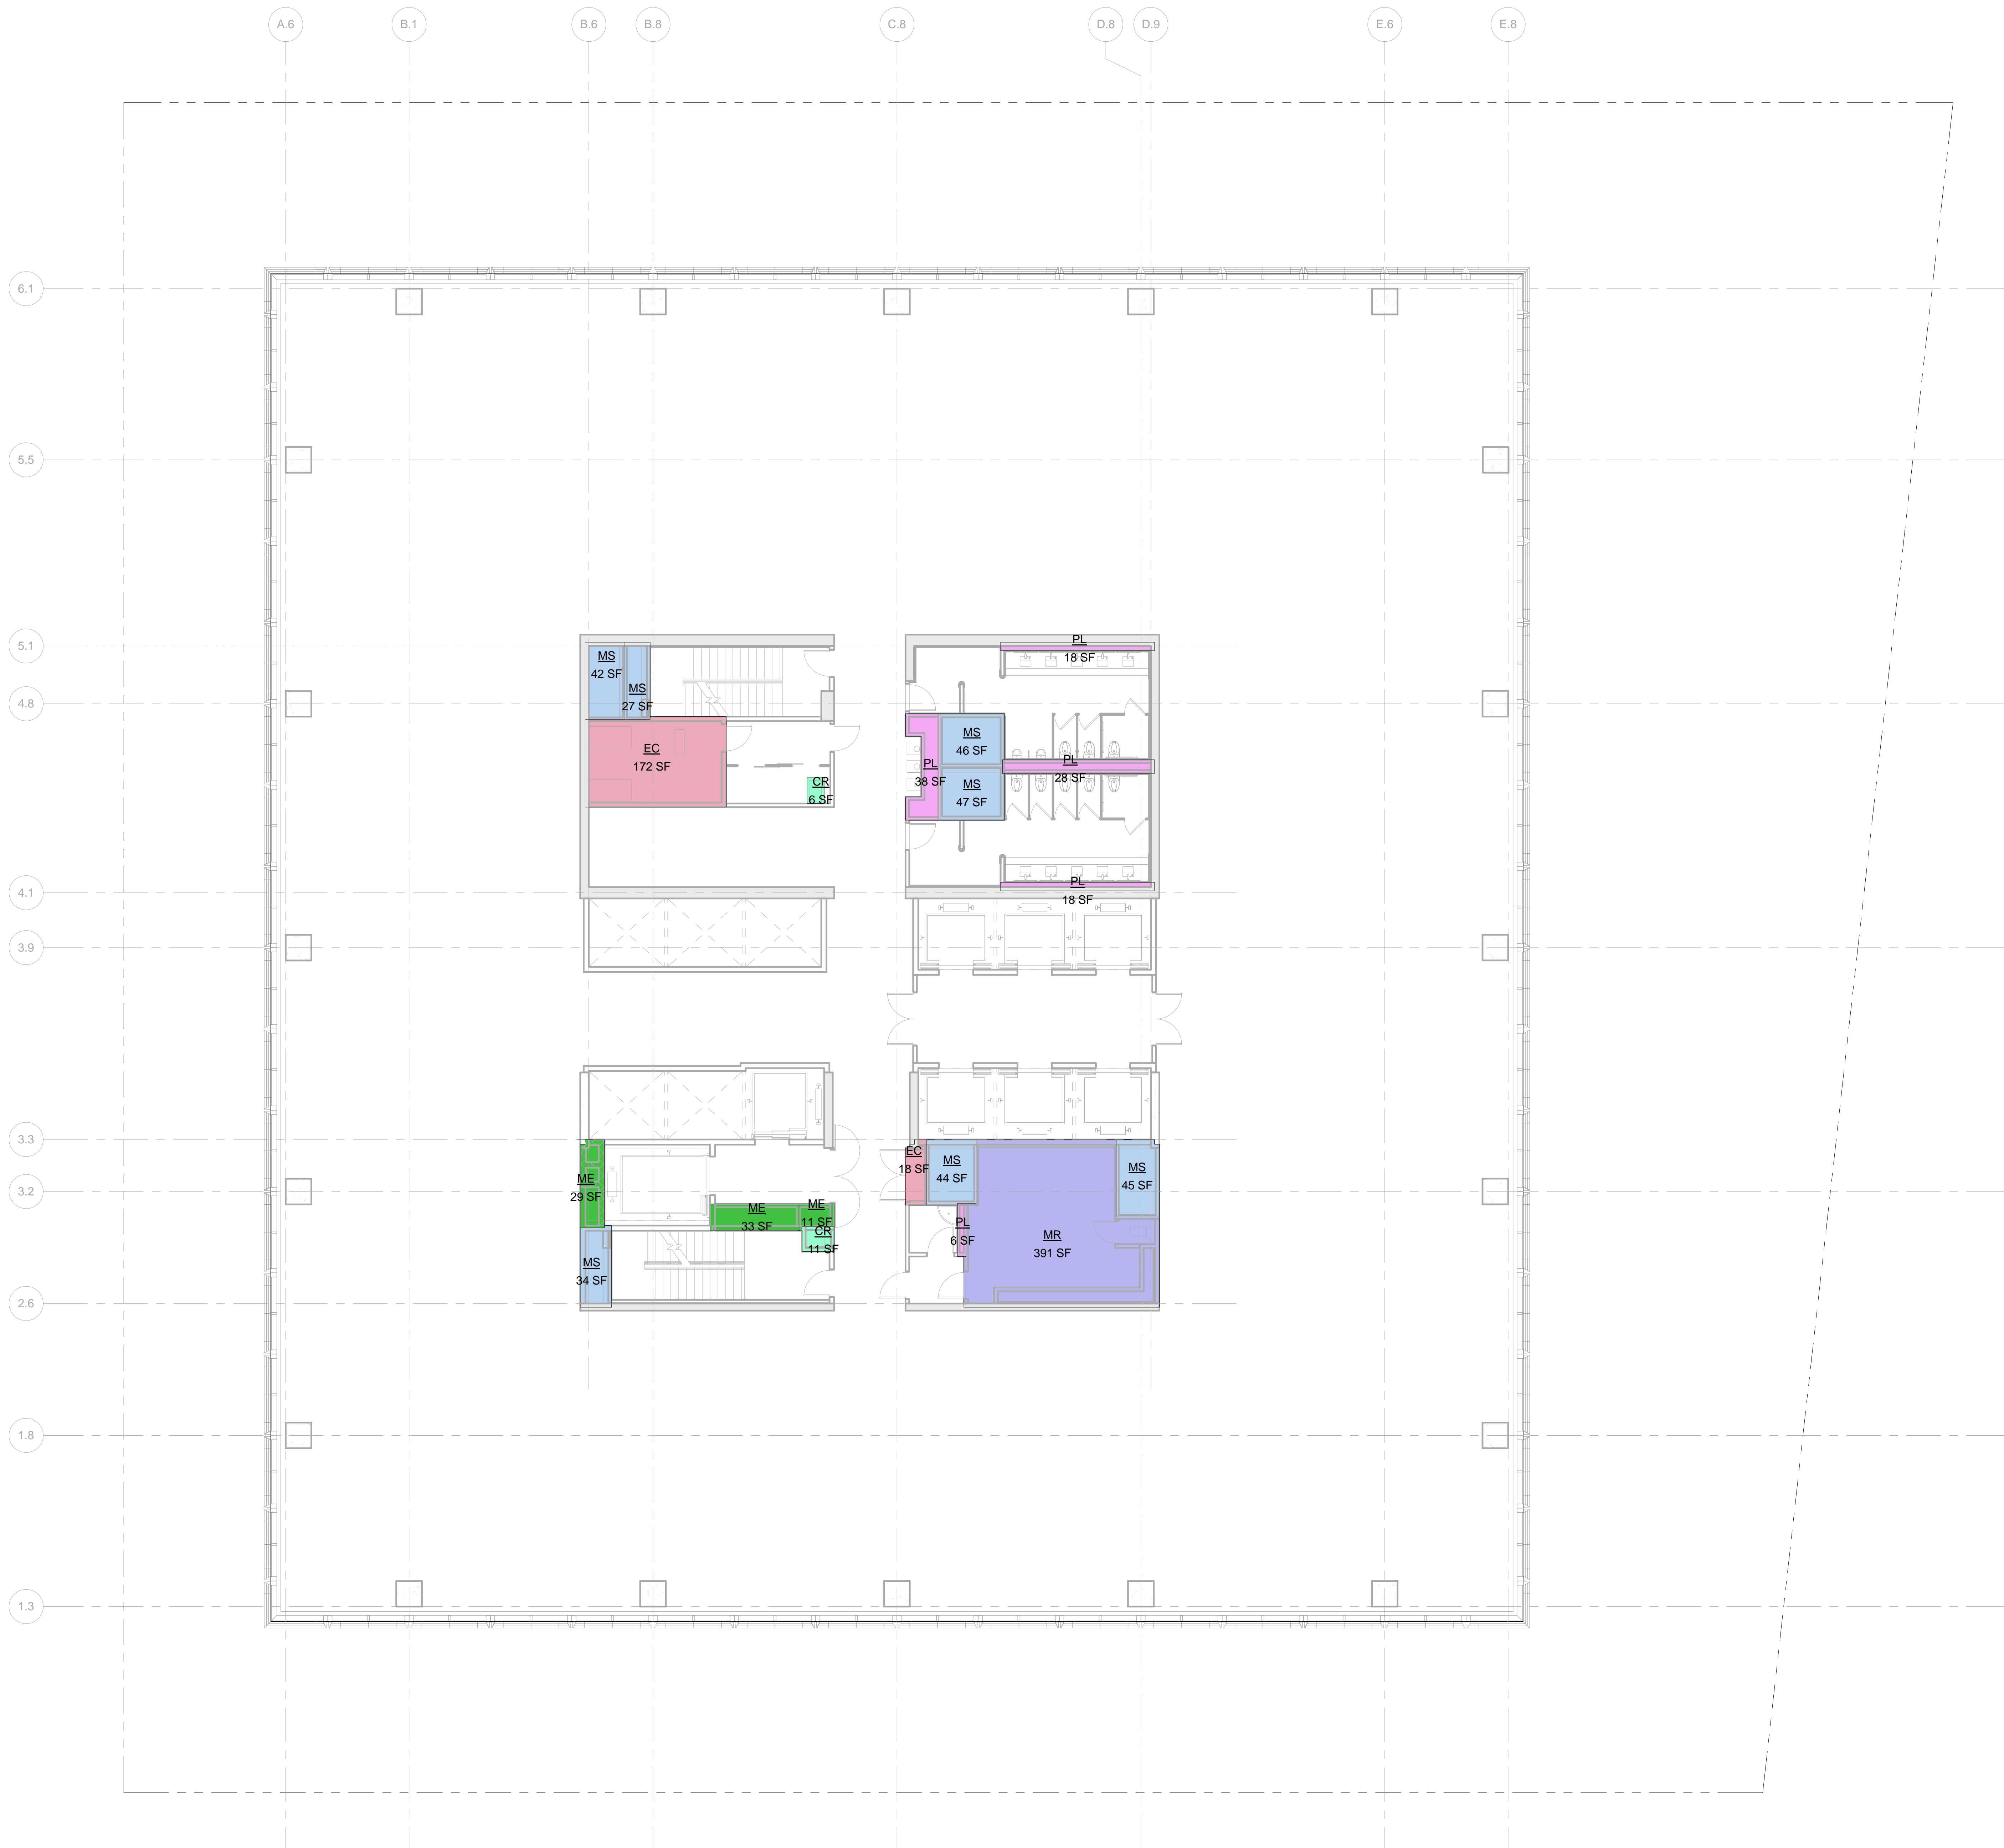 A.6
B.1
B.6
B.8
C.8
D.8
D.9
E.6
E.8
6.1
5.5
5.1
4.8
4.1
3.9
3.3
3.2
2.6
1.8
1.3
MS
42 SF
MS
27 SF
EC
172 SF
CR
6 SF
PL
18 SF
MS
46 SF
PL
38 SF
PL
28 SF
MS
47 SF
PL
18 SF
ME
29 SF
ME
33 SF
ME
11 SF
CR
11 SF
MS
34 SF
EC
18 SF
MS
44 SF
MS
45 SF
PL
6 SF
MR
391 SF